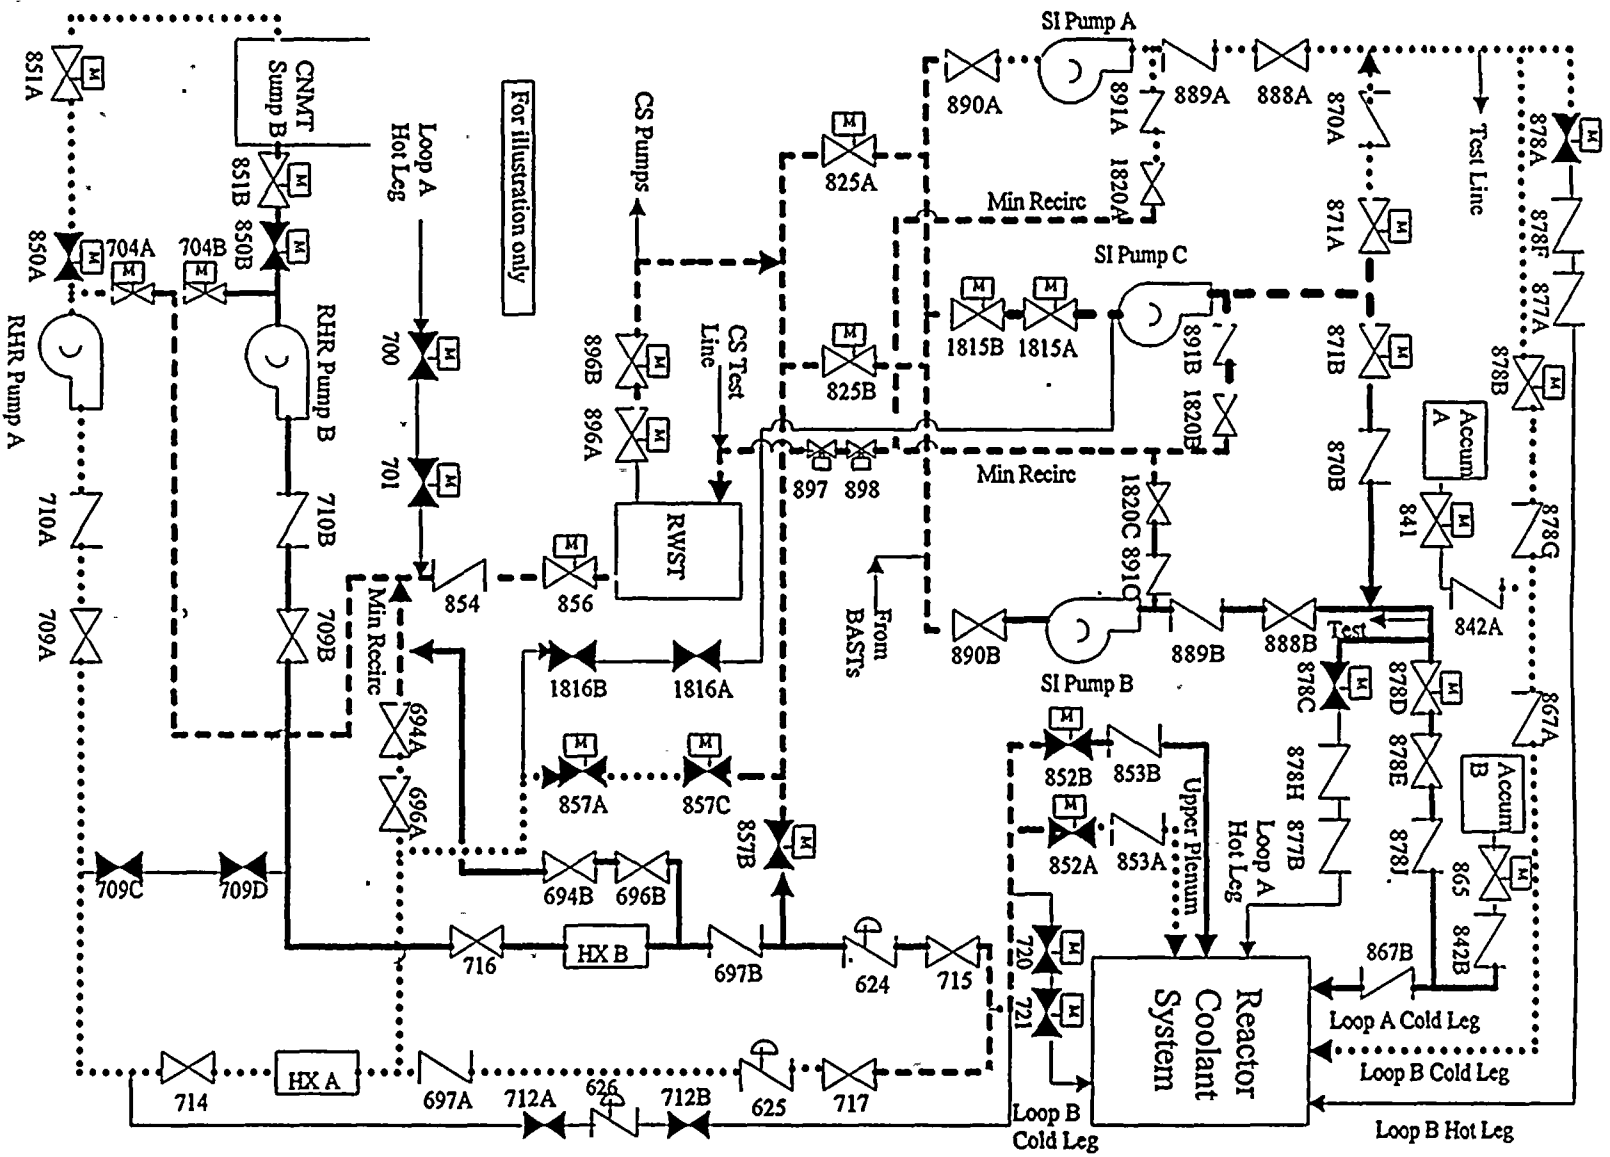 SI Pump A
851A
M
CNMT
Sump B
M
851B
Loop A
Hot Leg
For illustration only
CS Pumps
M
825A
890A
891A
889A
888A
870A
Test Line
878A
M
1820A
Min Recirc
878F
871A
M
850A
M
704A
M
704B
M
850B
M
SI Pump C
877A
RHR Pump A
RHR Pump B
700
M
896B
M
CS Test
Line
M
825B
M
1815B
M
1815A
891B
871B
M
878B
M
Accum
A
1820B
896A
M
701
M
897
898
Min Recirc
870B
841
M
878G
710A
710B
RWST
1820C
891C
854
M
856
842A
709A
709B
Min Recirc
From
BASTs
890B
SI Pump B
889B
888B
Test
1816B
1816A
878C
M
878D
M
867A
694A
M
857A
M
857C
M
852B
853B
Upper Plenum
878H
878E
Accum
B
696A
857B
M
M
852A
853A
Loop A
Hot Leg
877B
878J
865
M
709C
709D
694B
696B
716
HX B
697B
624
715
720
M
721
M
867B
842B
Reactor
Coolant
System
Loop A Cold Leg
714
HX A
697A
712A
626
712B
625
717
Loop B
Cold Leg
Loop B Cold Leg
Loop B Hot Leg